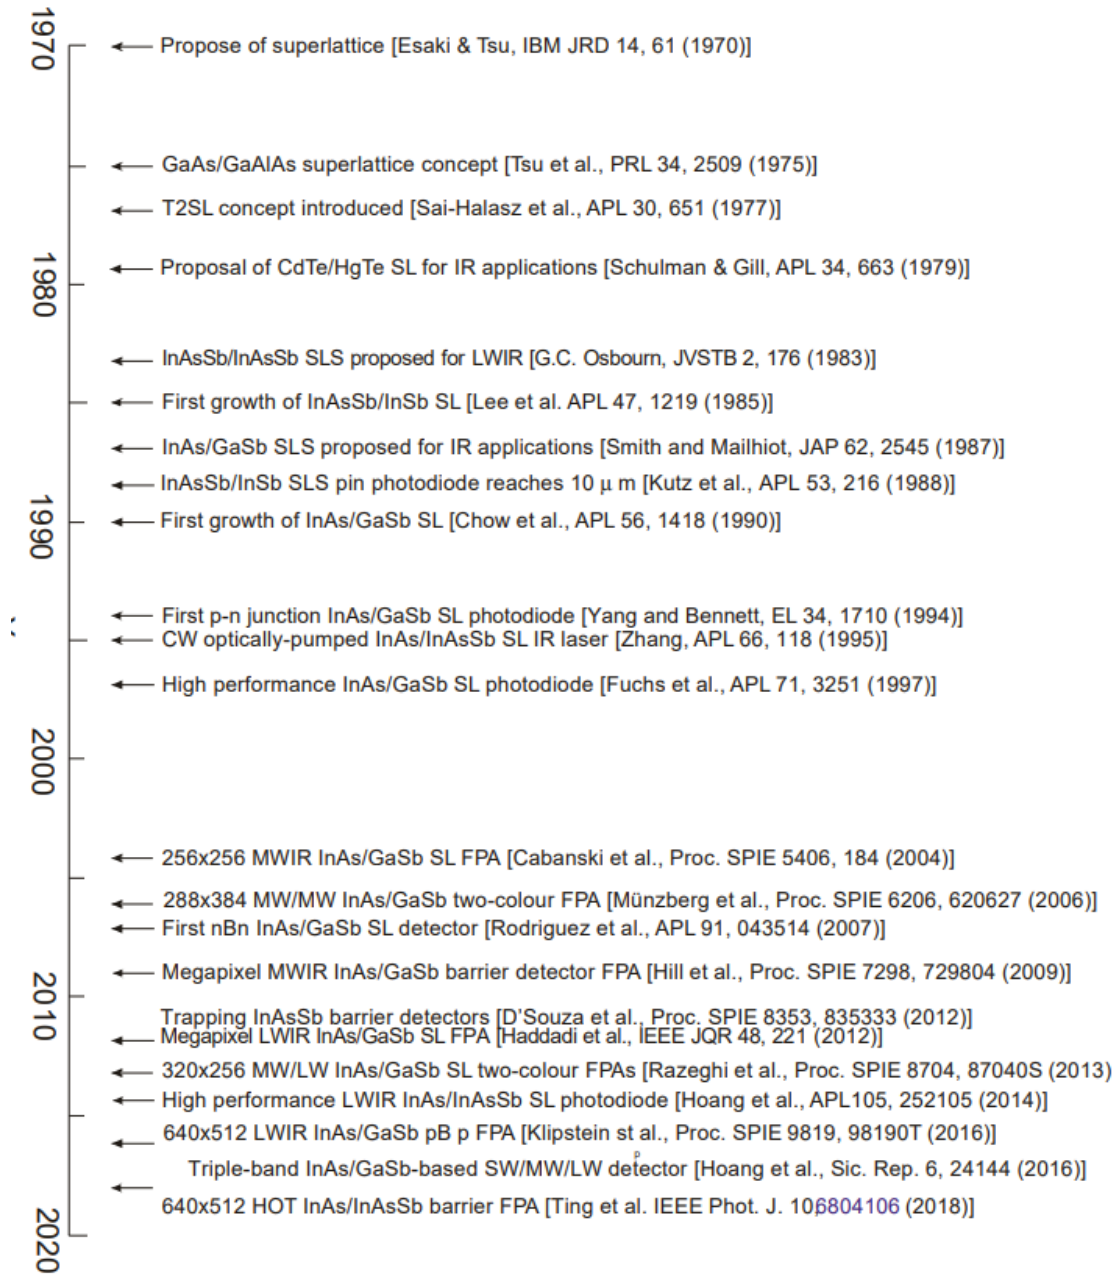 1970
Propose of superlattice [Esaki & Tsu, IBM JRD 14, 61 (1970)]
GaAs/GaAlAs superlattice concept [Tsu et al., PRL 34, 2509 (1975)]
T2SL concept introduced [Sai-Halasz et al., APL 30, 651 (1977)]
Proposal of CdTe/HgTe SL for IR applications [Schulman & Gill, APL 34, 663 (1979)]
1980
InAsSb/InAsSb SLS proposed for LWIR [G.C. Osbourn, JVSTB 2, 176 (1983)]
First growth of InAsSb/InSb SL [Lee et al. APL 47, 1219 (1985)]
InAs/GaSb SLS proposed for IR applications [Smith and Mailhiot, JAP 62, 2545 (1987)]
InAsSb/InSb SLS pin photodiode reaches 10 μ m [Kutz et al., APL 53, 216 (1988)]
First growth of InAs/GaSb SL [Chow et al., APL 56, 1418 (1990)]
1990
First p-n junction InAs/GaSb SL photodiode [Yang and Bennett, EL 34, 1710 (1994)]
CW optically-pumped InAs/InAsSb SL IR laser [Zhang, APL 66, 118 (1995)]
High performance InAs/GaSb SL photodiode [Fuchs et al., APL 71, 3251 (1997)]
2000
256x256 MWIR InAs/GaSb SL FPA [Cabanski et al., Proc. SPIE 5406, 184 (2004)]
288x384 MW/MW InAs/GaSb two-colour FPA [Münzberg et al., Proc. SPIE 6206, 620627 (2006)]
First nBn InAs/GaSb SL detector [Rodriguez et al., APL 91, 043514 (2007)]
Megapixel MWIR InAs/GaSb barrier detector FPA [Hill et al., Proc. SPIE 7298, 729804 (2009)]
2010
Trapping InAsSb barrier detectors [D'Souza et al., Proc. SPIE 8353, 835333 (2012)]
Megapixel LWIR InAs/GaSb SL FPA [Haddadi et al., IEEE JQR 48, 221 (2012)]
320x256 MW/LW InAs/GaSb SL two-colour FPAs [Razeghi et al., Proc. SPIE 8704, 87040S (2013)
High performance LWIR InAs/InAsSb SL photodiode [Hoang et al., APL105, 252105 (2014)]
640x512 LWIR InAs/GaSb pB p FPA [Klipstein st al., Proc. SPIE 9819, 98190T (2016)]
p
Triple-band InAs/GaSb-based SW/MW/LW detector [Hoang et al., Sic. Rep. 6, 24144 (2016)]
640x512 HOT InAs/InAsSb barrier FPA [Ting et al. IEEE Phot. J. 10,6804106 (2018)]
2020